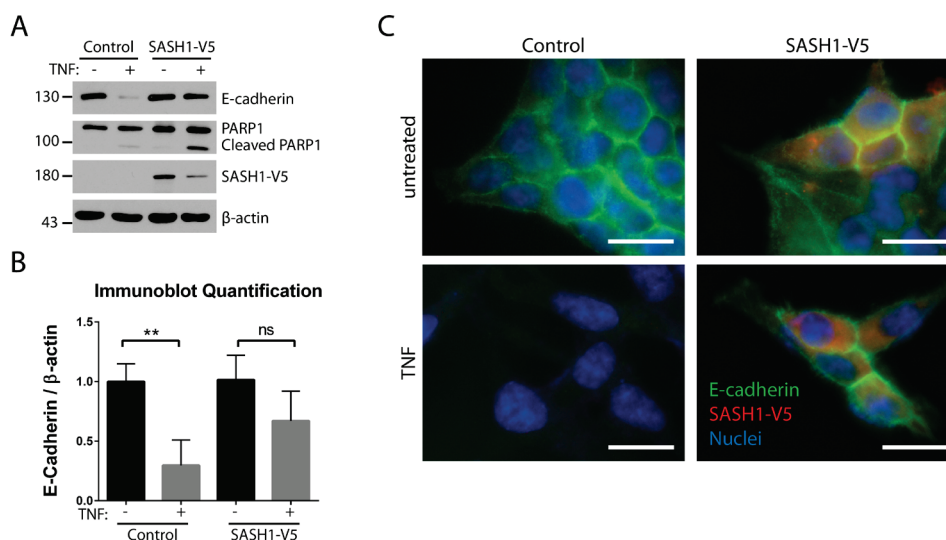 A
Control SASH1-V5
TNF: - + - +
130 E-cadherin
PARP1
100 Cleaved PARP1
180 SASH1-V5
43 β-actin
B
Immunoblot Quantification
E-Cadherin / β-actin
1.5
1.0
0.5
0.0
** ns
TNF: - + - +
Control SASH1-V5
C
Control SASH1-V5
untreated
TNF
E-cadherin
SASH1-V5
Nuclei